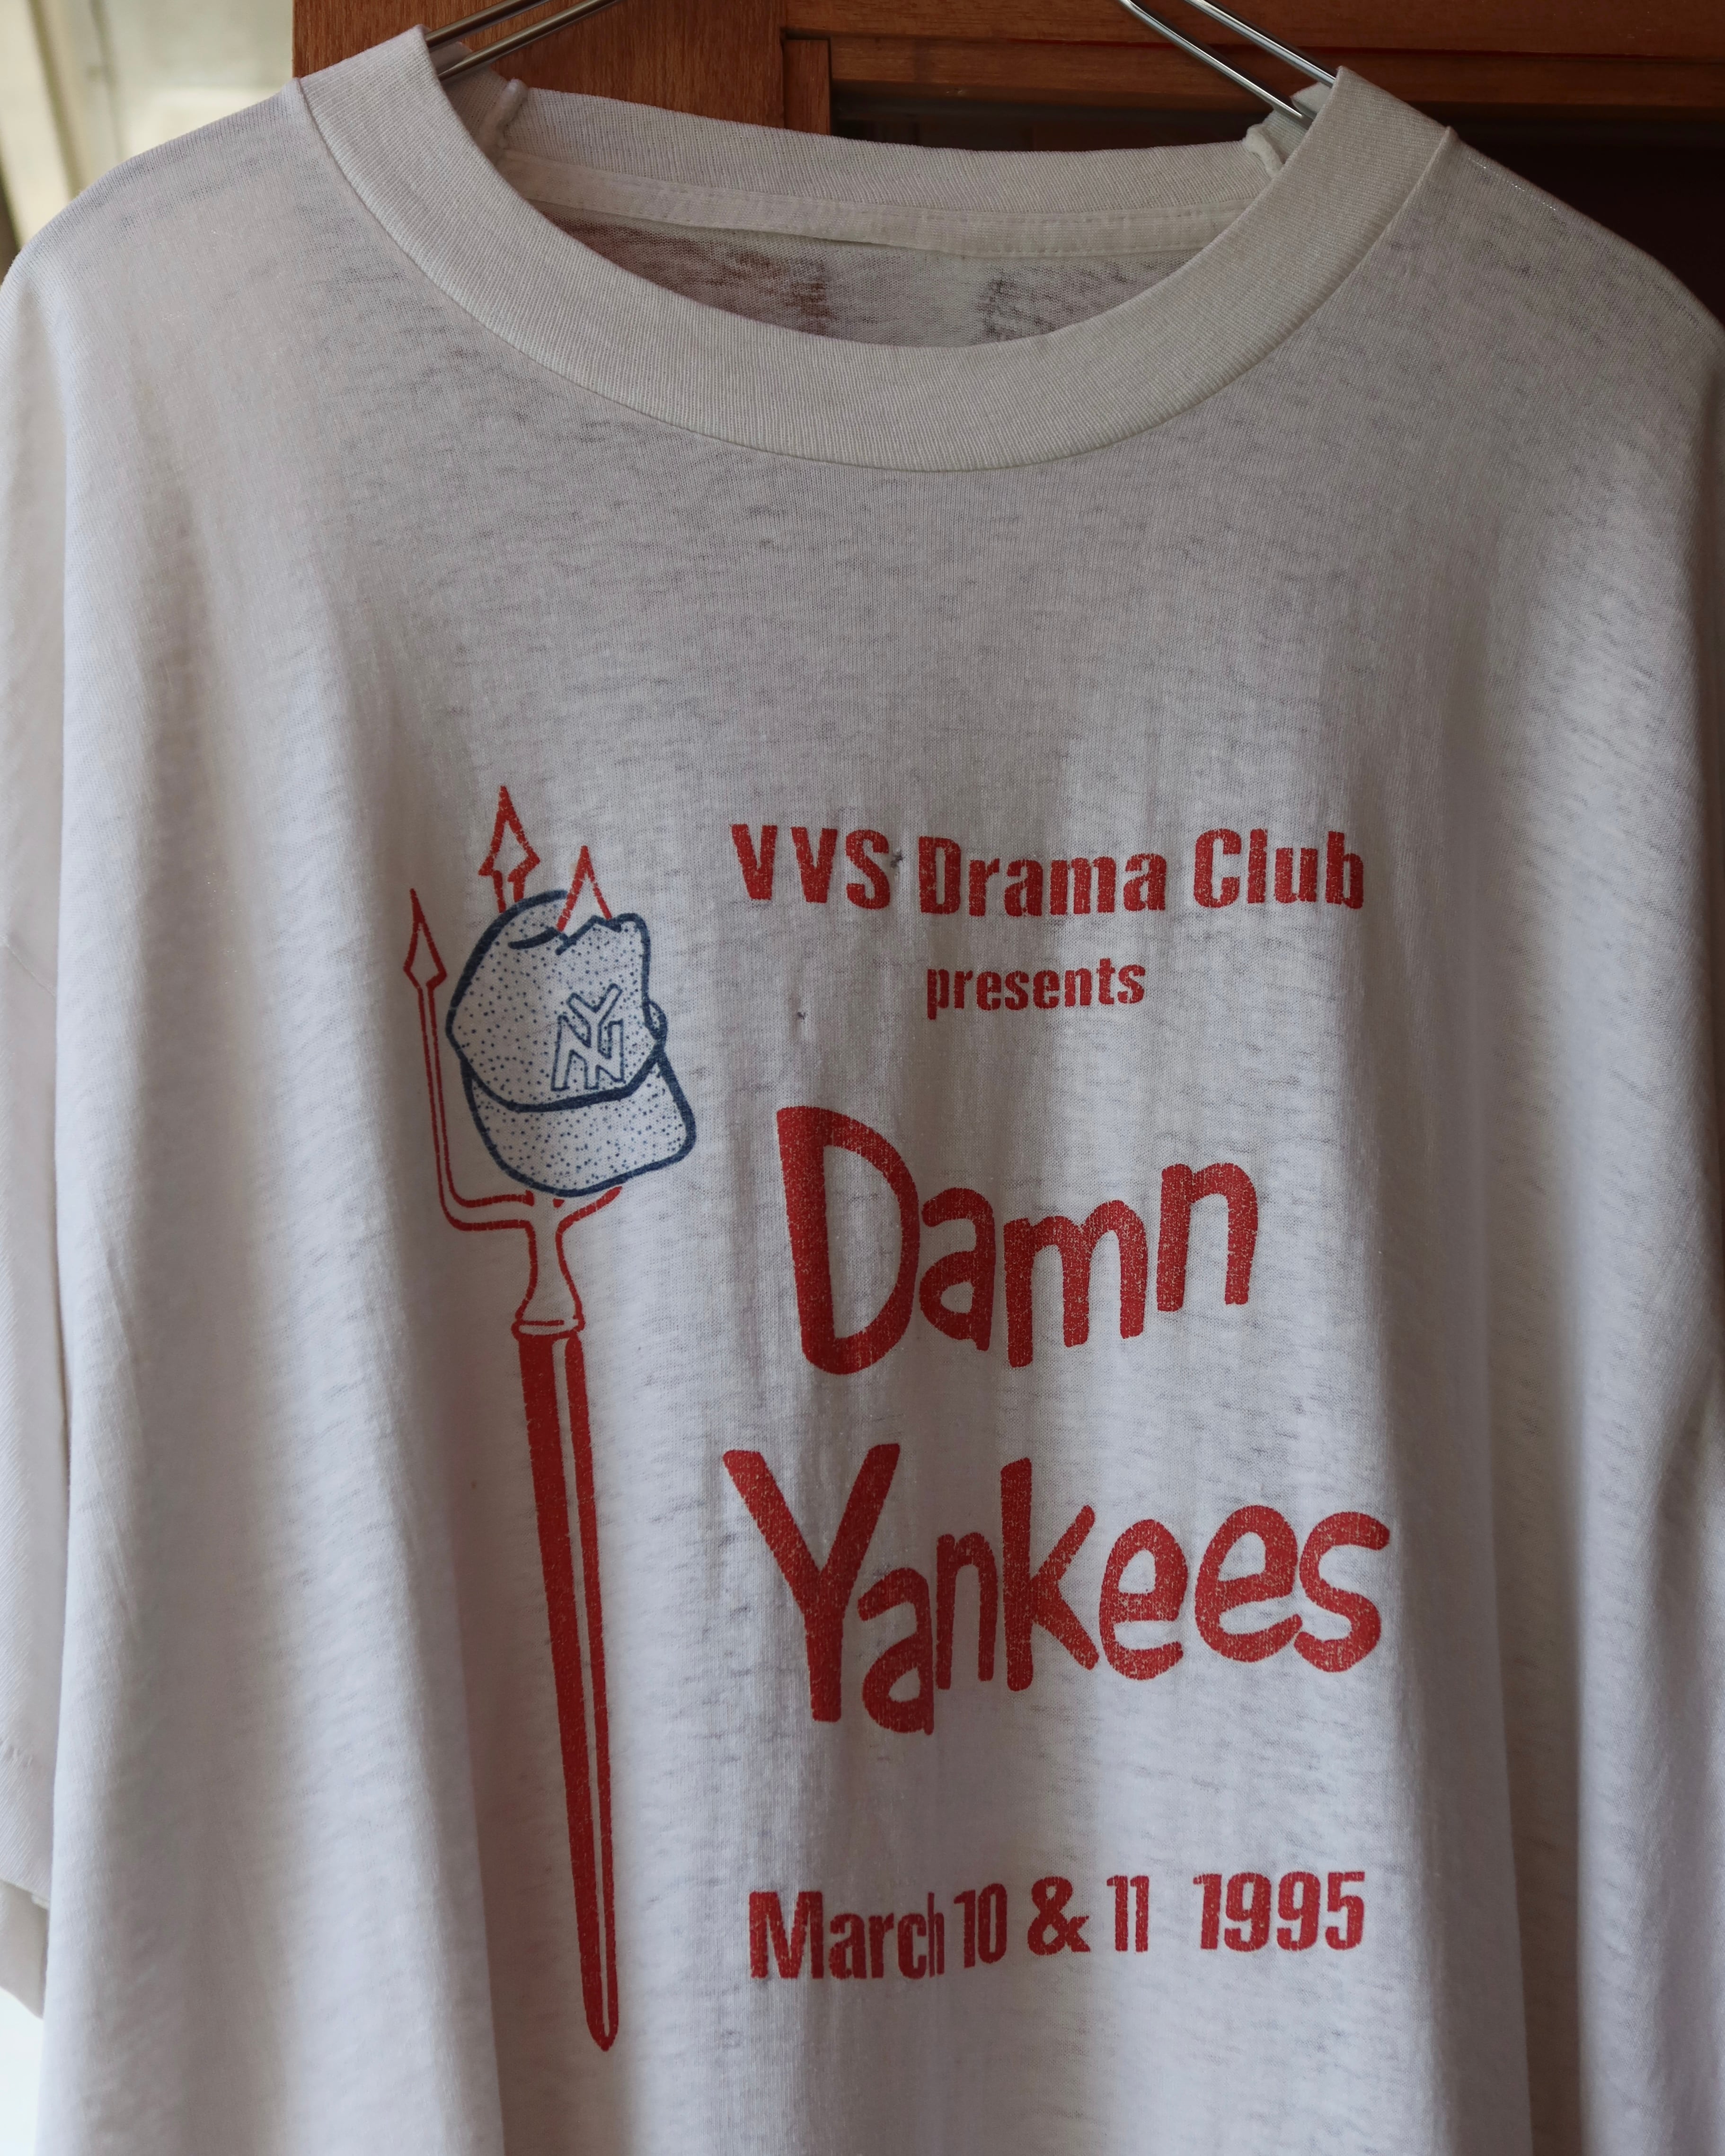 VVS Drama Club
presents
NY
Damn
Yankees
March 10 & 11 1995